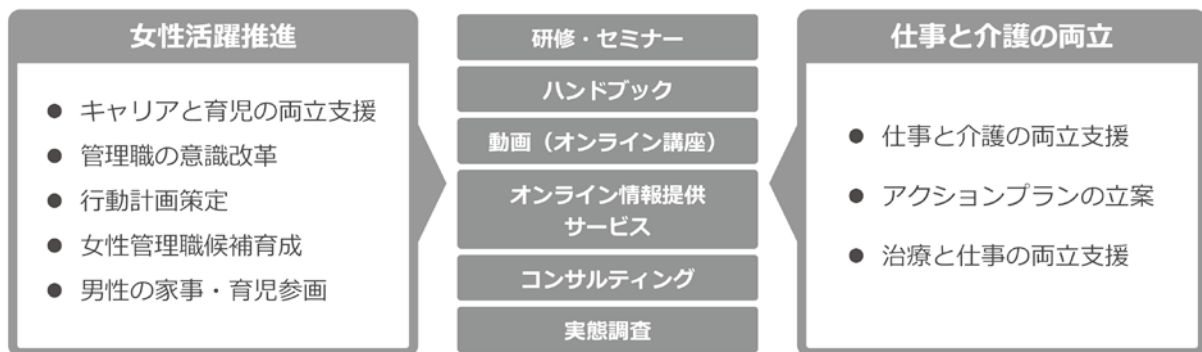 女性活躍推進
● キャリアと育児の両立支援
● 管理職の意識改革
● 行動計画策定
● 女性管理職候補育成
● 男性の家事・育児参画
研修・セミナー
ハンドブック
動画（オンライン講座）
オンライン情報提供
サービス
コンサルティング
実態調査
仕事と介護の両立
● 仕事と介護の両立支援
● アクションプランの立案
● 治療と仕事の両立支援